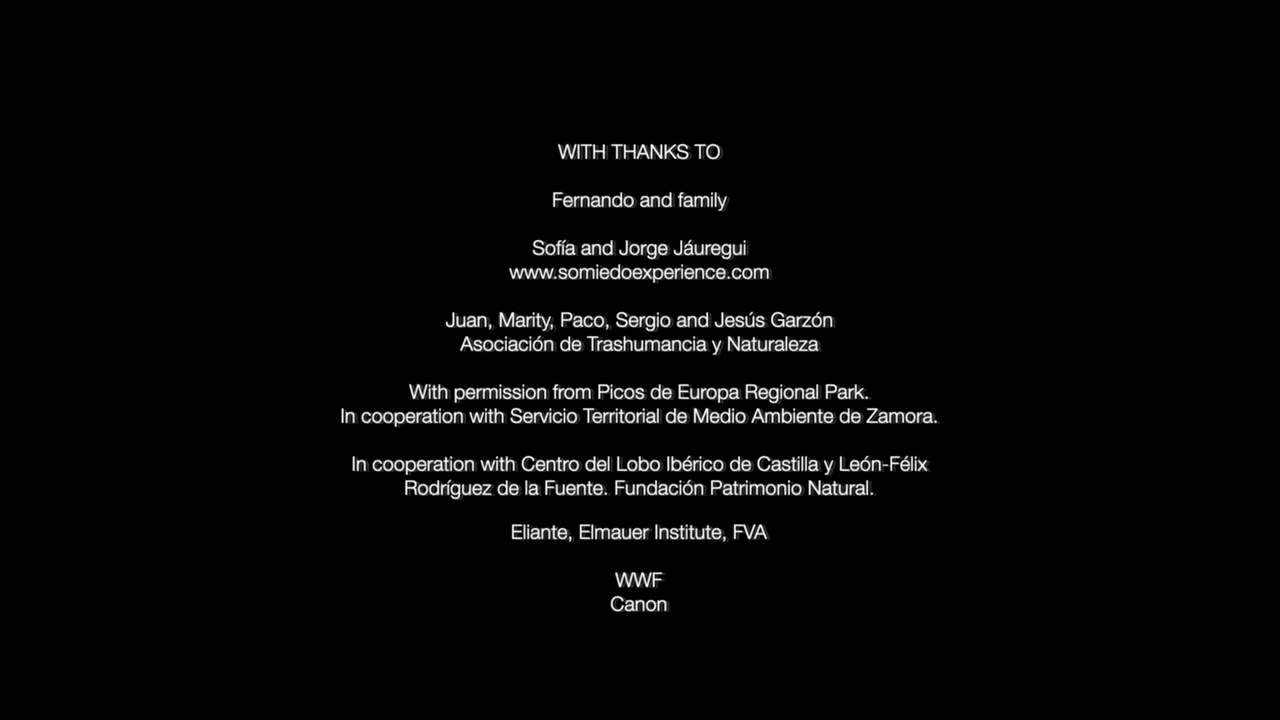 WITH THANKS TO
Fernando and family
Sofía and Jorge Jáuregui
www.somiedoexperience.com
Juan, Marity, Paco, Sergio and Jesús Garzón
Asociación de Trashumancia y Naturaleza
With permission from Picos de Europa Regional Park.
In cooperation with Servicio Territorial de Medio Ambiente de Zamora.
In cooperation with Centro del Lobo Ibérico de Castilla y León-Félix
Rodríguez de la Fuente. Fundación Patrimonio Natural.
Eliante, Elmauer Institute, FVA
WWF
Canon